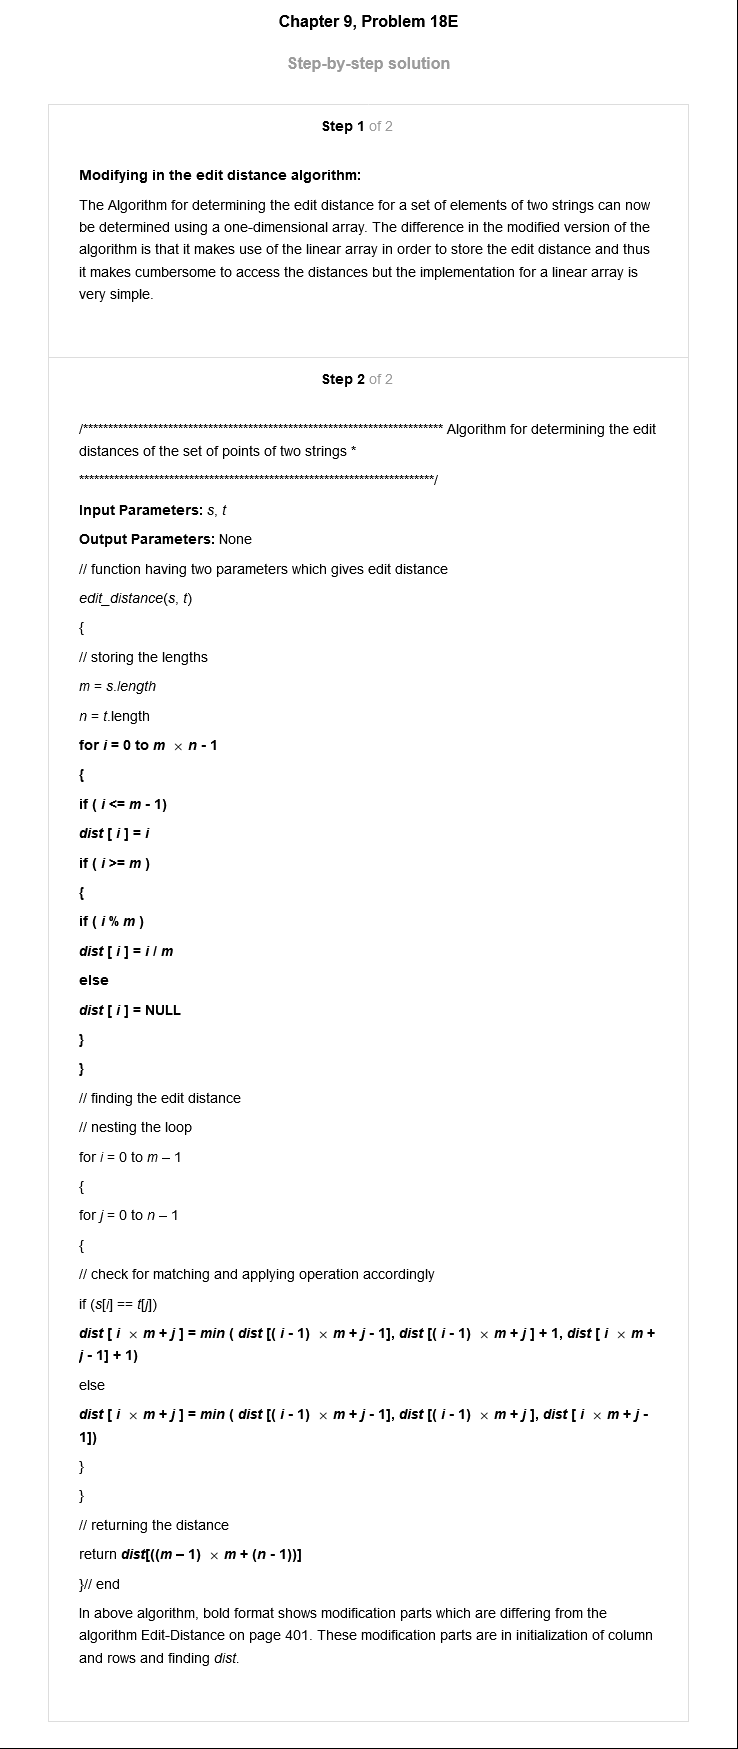 Chapter 9, Problem 18E
Step-by-step solution
Step 1 of 2
Modifying in the edit distance algorithm:
The Algorithm for determining the edit distance for a set of elements of two strings can now
be determined using a one-dimensional array. The difference in the modified version of the
algorithm is that it makes use of the linear array in order to store the edit distance and thus
it makes cumbersome to access the distances but the implementation for a linear array is
very simple.
Step 2 of 2
/************************************************************************ Algorithm for determining the edit
distances of the set of points of two strings *
***********************************************************************/
Input Parameters: s, t
Output Parameters: None
// function having two parameters which gives edit distance
edit_distance(s, t)
{
// storing the lengths
m = s.length
n = t.length
for i = 0 to m × n - 1
{
if ( i <= m - 1)
dist [ i ] = i
if ( i >= m )
{
if ( i % m )
dist [ i ] = i / m
else
dist [ i ] = NULL
}
}
// finding the edit distance
// nesting the loop
for i = 0 to m – 1
{
for j = 0 to n – 1
{
// check for matching and applying operation accordingly
if (s[i] == t[j])
dist [ i × m + j ] = min ( dist [( i - 1) × m + j - 1], dist [( i - 1) × m + j ] + 1, dist [ i × m +
j - 1] + 1)
else
dist [ i × m + j ] = min ( dist [( i - 1) × m + j - 1], dist [( i - 1) × m + j ], dist [ i × m + j -
1])
}
}
// returning the distance
return dist[((m – 1) × m + (n - 1))]
}// end
In above algorithm, bold format shows modification parts which are differing from the
algorithm Edit-Distance on page 401. These modification parts are in initialization of column
and rows and finding dist.